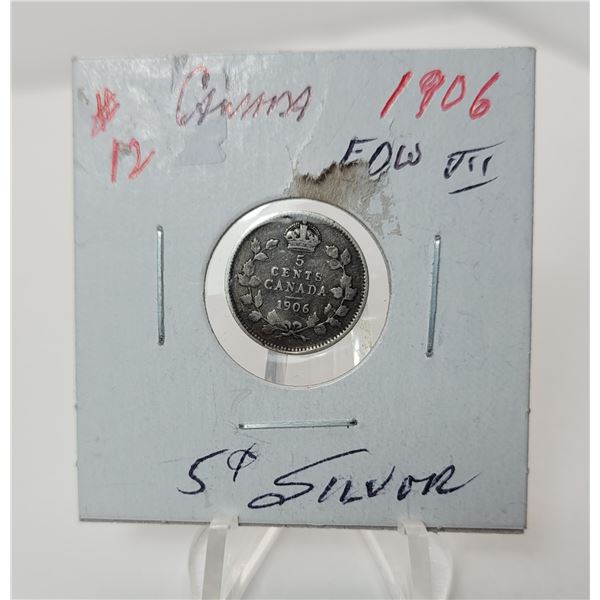 # CANADA 1906
12 EDW VII
5
CENTS
CANADA
1906
5¢ SILVER